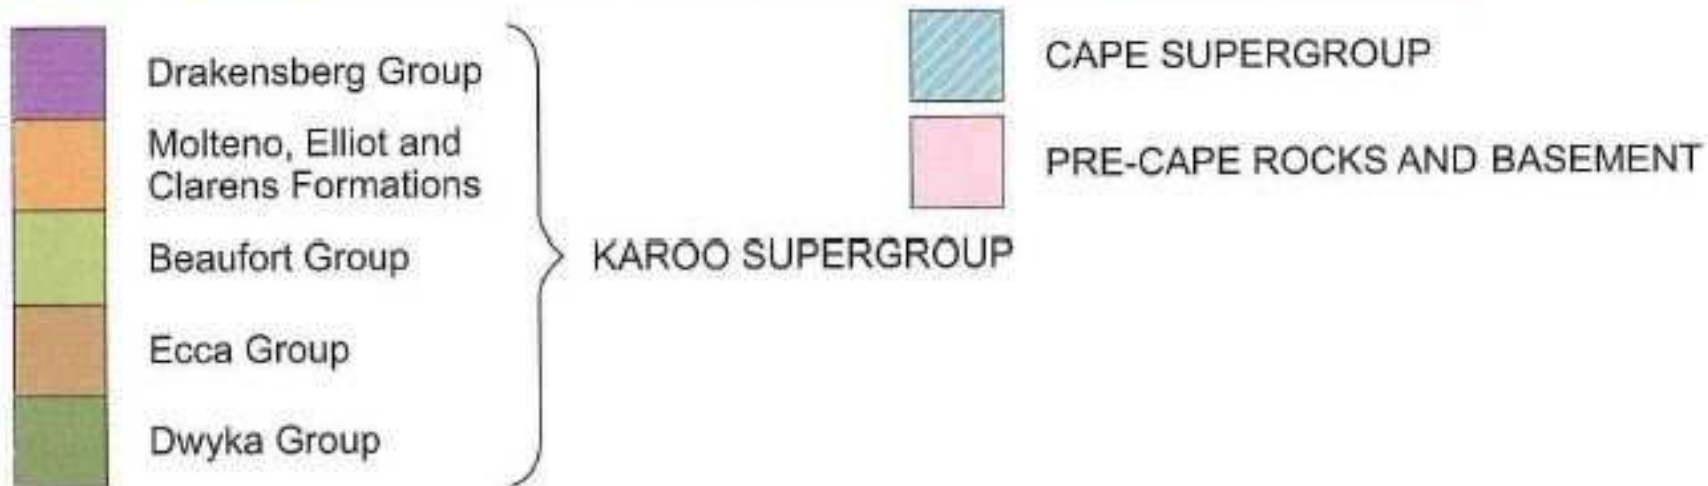 Drakensberg Group
Molteno, Elliot and
Clarens Formations
Beaufort Group
Ecca Group
Dwyka Group
KAROO SUPERGROUP
CAPE SUPERGROUP
PRE-CAPE ROCKS AND BASEMENT